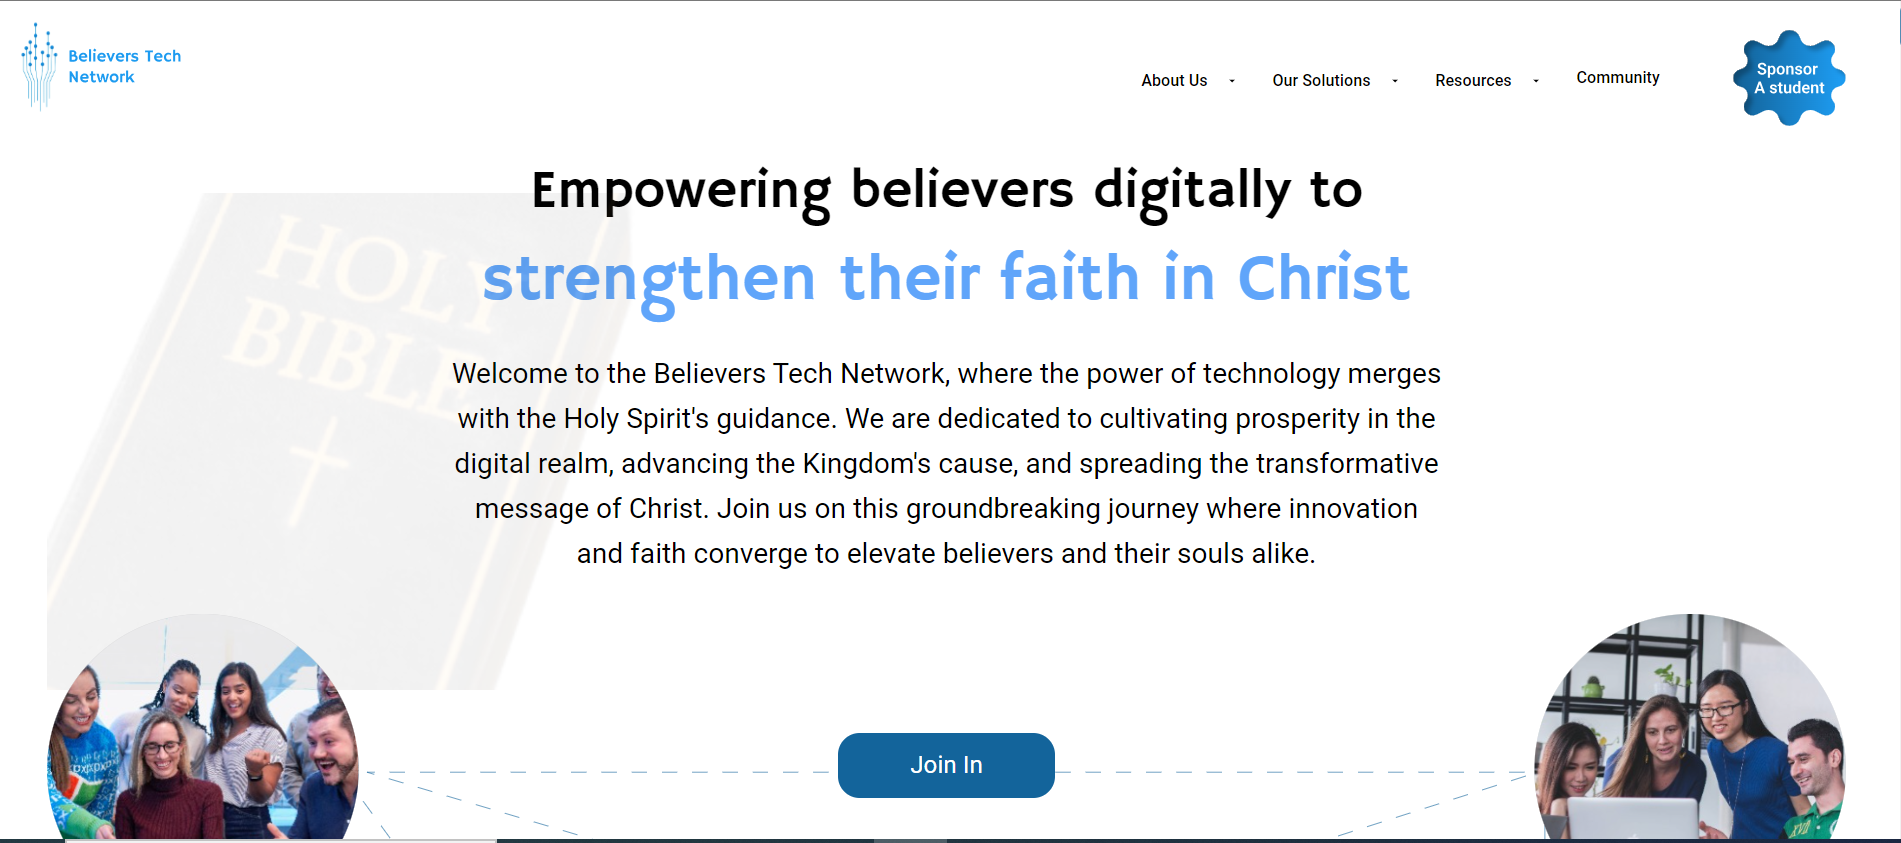 Believers Tech
Network
About Us
Our Solutions
Resources
Community
Sponsor
A student
Empowering believers digitally to
strengthen their faith in Christ
HOLY
BIBLE
Welcome to the Believers Tech Network, where the power of technology merges
with the Holy Spirit's guidance. We are dedicated to cultivating prosperity in the
digital realm, advancing the Kingdom's cause, and spreading the transformative
message of Christ. Join us on this groundbreaking journey where innovation
and faith converge to elevate believers and their souls alike.
Join In